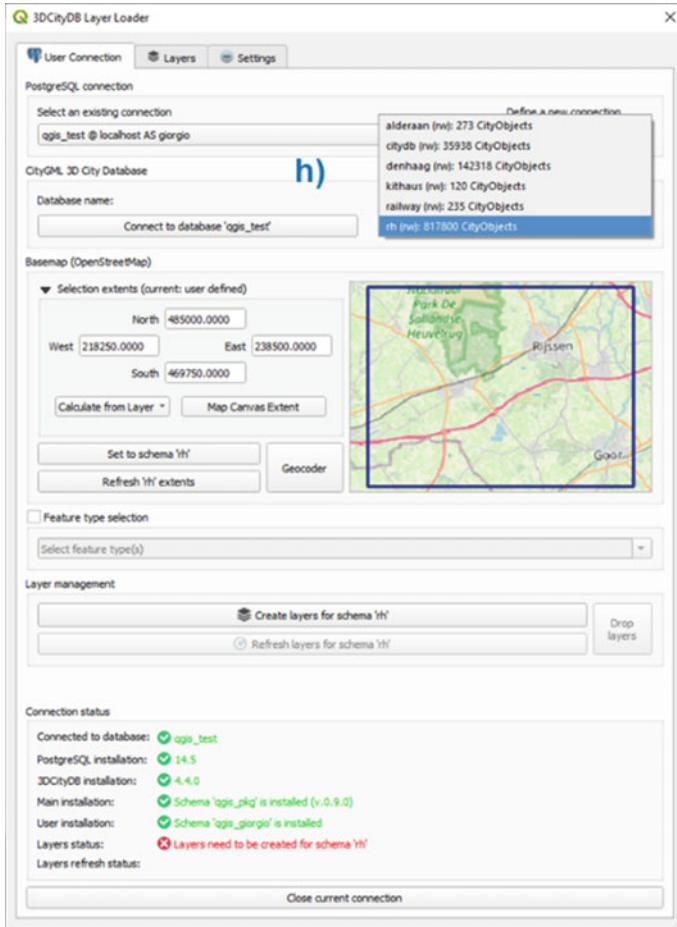 3DCityDB Layer Loader
User Connection
Layers
Settings
PostgreSQL connection
Select an existing connection
Define a new connection
qgis_test @ localhost AS giorgio
alderaan (rw): 273 CityObjects
citydb (rw): 35938 CityObjects
denhaag (rw): 142318 CityObjects
kithaus (rw): 120 CityObjects
railway (rw): 235 CityObjects
rh (rw): 817800 CityObjects
h)
CityGML 3D City Database
Database name:
Connect to database 'qgis_test'
Basemap (OpenStreetMap)
Selection extents (current: user defined)
North 485000.0000
West 218250.0000 East 238500.0000
South 469750.0000
Calculate from Layer
Map Canvas Extent
Set to schema 'rh'
Refresh 'rh' extents
Geocoder
Nationaal
Park De
Sallandse
Heuvelrug
Rijssen
Goor
Feature type selection
Select feature type(s)
Layer management
Create layers for schema 'rh'
Refresh layers for schema 'rh'
Drop
layers
Connection status
Connected to database: qgis_test
PostgreSQL installation: 14.5
3DCityDB installation: 4.4.0
Main installation: Schema 'qgis_pkg' is installed (v.0.9.0)
User installation: Schema 'qgis_giorgio' is installed
Layers status: Layers need to be created for schema 'rh'
Layers refresh status:
Close current connection